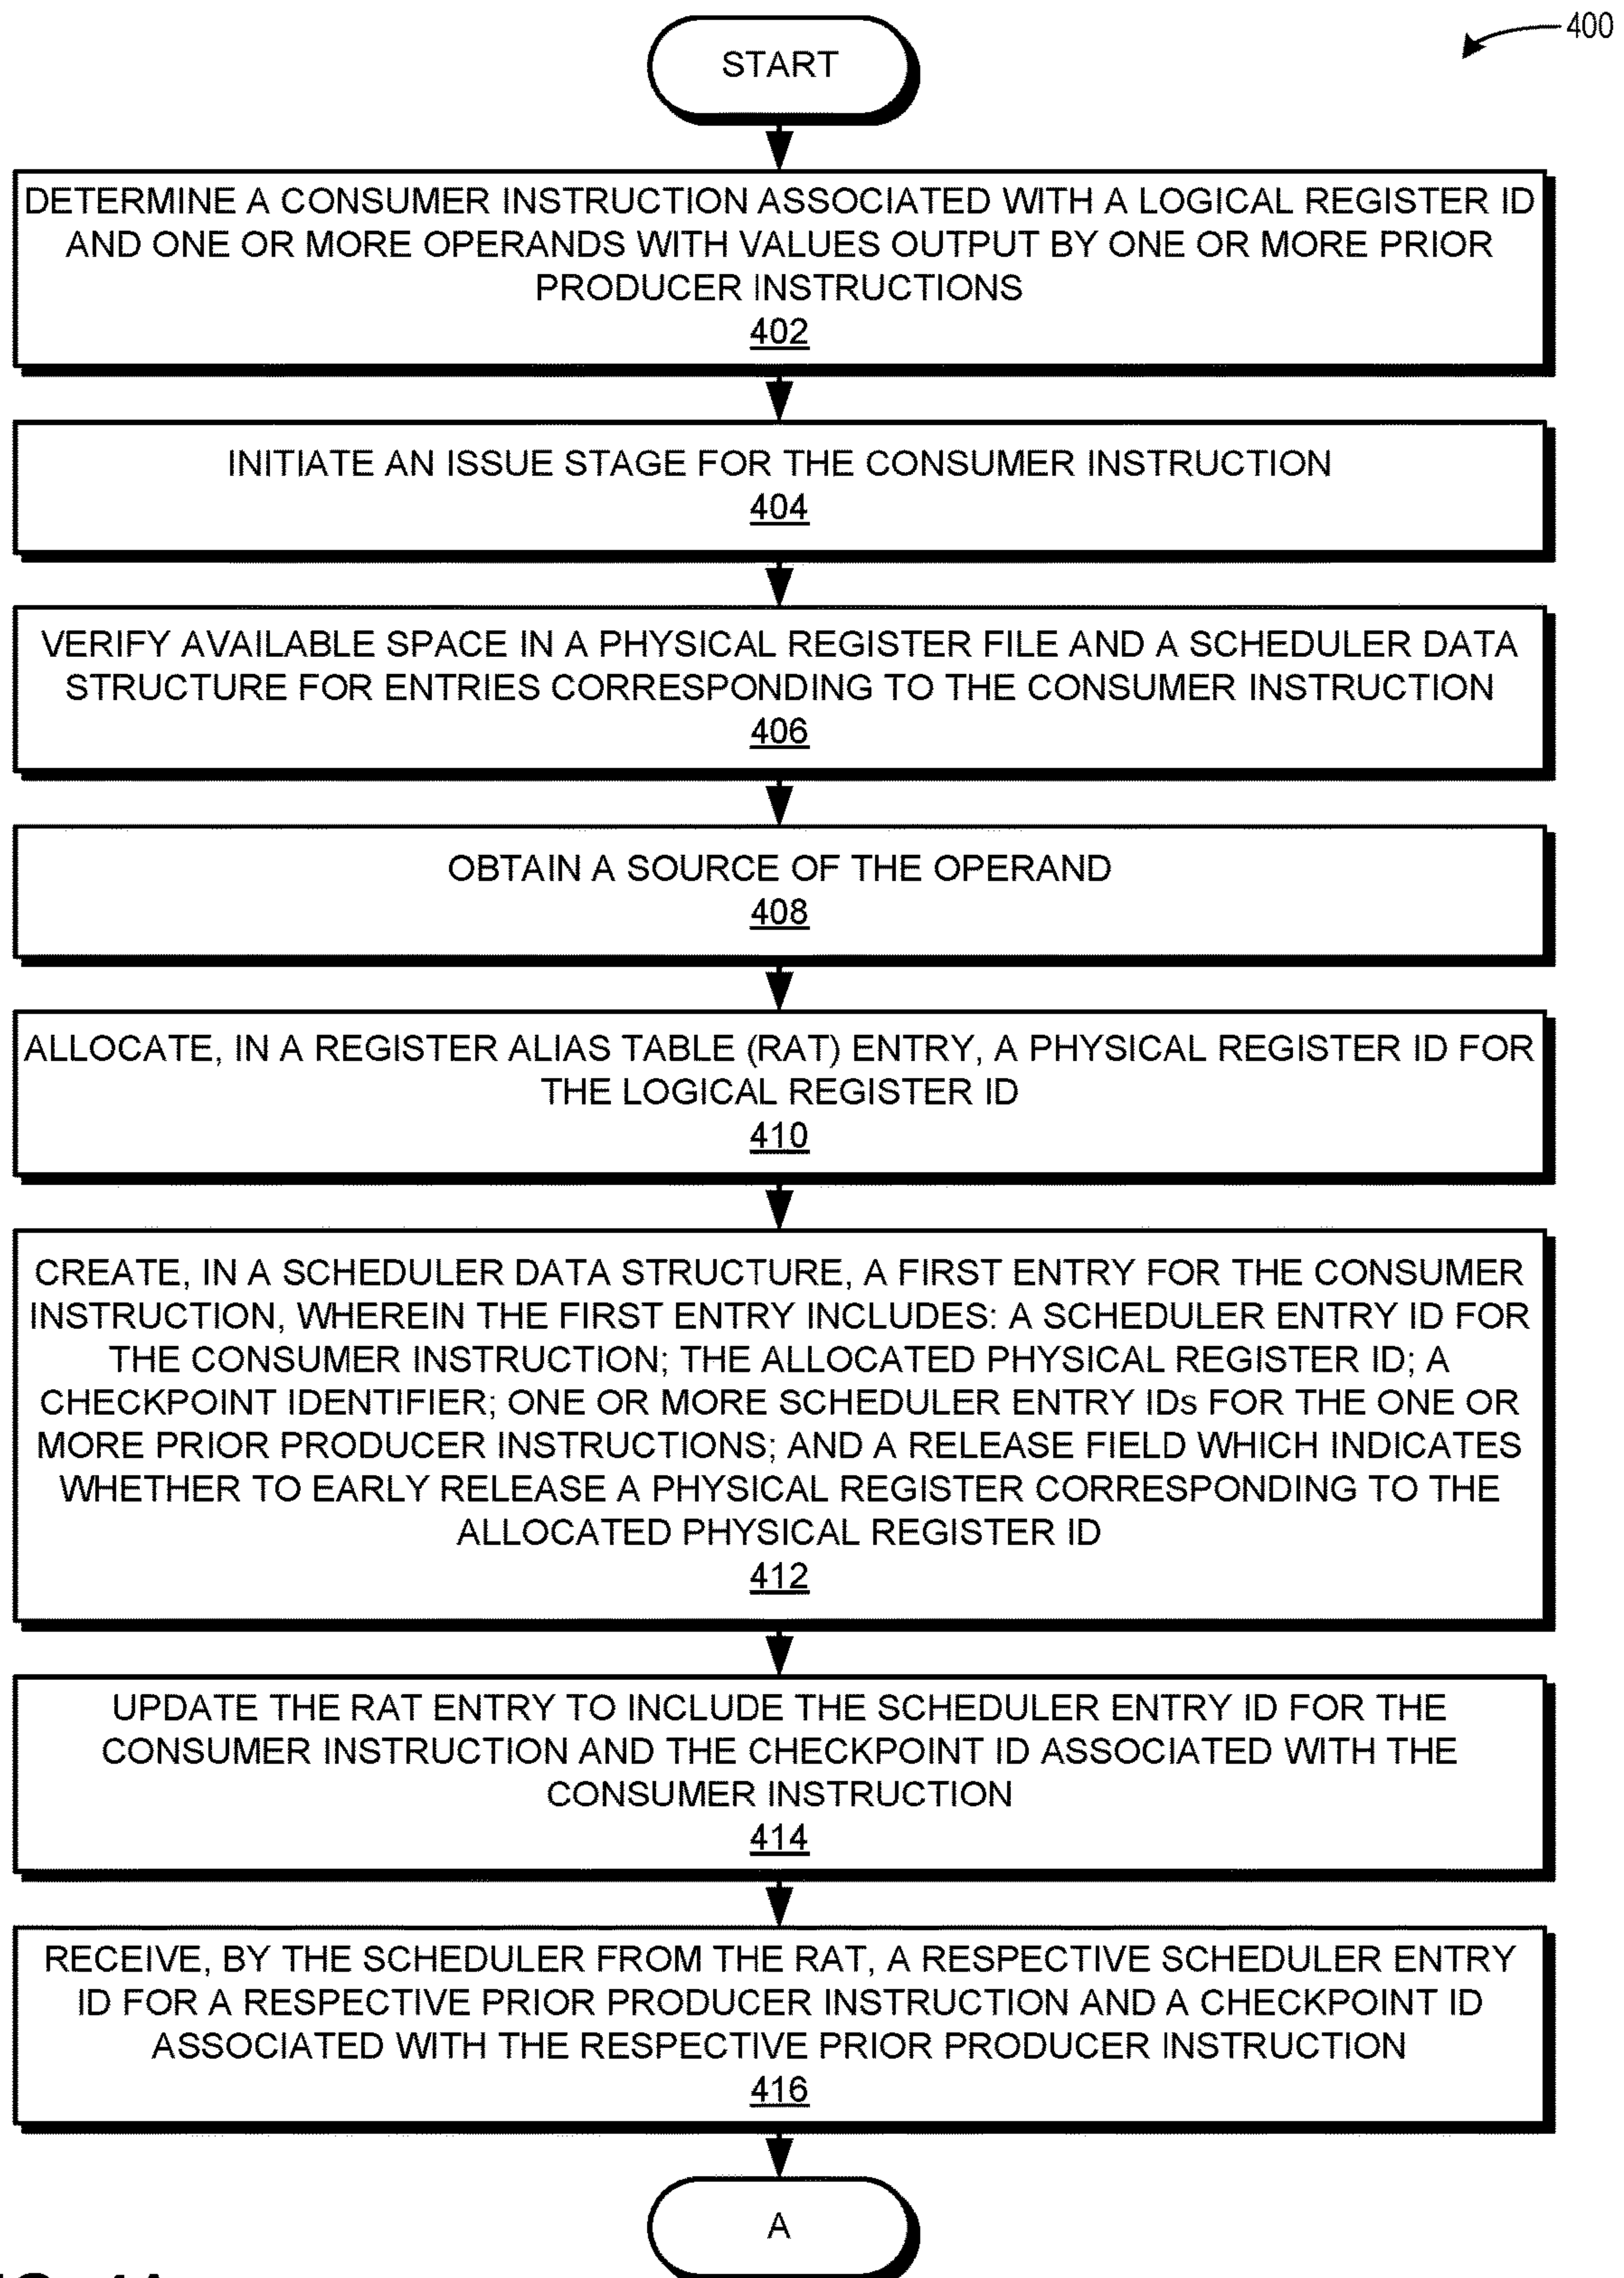 400
START
DETERMINE A CONSUMER INSTRUCTION ASSOCIATED WITH A LOGICAL REGISTER ID
AND ONE OR MORE OPERANDS WITH VALUES OUTPUT BY ONE OR MORE PRIOR
PRODUCER INSTRUCTIONS
402
INITIATE AN ISSUE STAGE FOR THE CONSUMER INSTRUCTION
404
VERIFY AVAILABLE SPACE IN A PHYSICAL REGISTER FILE AND A SCHEDULER DATA
STRUCTURE FOR ENTRIES CORRESPONDING TO THE CONSUMER INSTRUCTION
406
OBTAIN A SOURCE OF THE OPERAND
408
ALLOCATE, IN A REGISTER ALIAS TABLE (RAT) ENTRY, A PHYSICAL REGISTER ID FOR
THE LOGICAL REGISTER ID
410
CREATE, IN A SCHEDULER DATA STRUCTURE, A FIRST ENTRY FOR THE CONSUMER
INSTRUCTION, WHEREIN THE FIRST ENTRY INCLUDES: A SCHEDULER ENTRY ID FOR
THE CONSUMER INSTRUCTION; THE ALLOCATED PHYSICAL REGISTER ID; A
CHECKPOINT IDENTIFIER; ONE OR MORE SCHEDULER ENTRY IDs FOR THE ONE OR
MORE PRIOR PRODUCER INSTRUCTIONS; AND A RELEASE FIELD WHICH INDICATES
WHETHER TO EARLY RELEASE A PHYSICAL REGISTER CORRESPONDING TO THE
ALLOCATED PHYSICAL REGISTER ID
412
UPDATE THE RAT ENTRY TO INCLUDE THE SCHEDULER ENTRY ID FOR THE
CONSUMER INSTRUCTION AND THE CHECKPOINT ID ASSOCIATED WITH THE
CONSUMER INSTRUCTION
414
RECEIVE, BY THE SCHEDULER FROM THE RAT, A RESPECTIVE SCHEDULER ENTRY
ID FOR A RESPECTIVE PRIOR PRODUCER INSTRUCTION AND A CHECKPOINT ID
ASSOCIATED WITH THE RESPECTIVE PRIOR PRODUCER INSTRUCTION
416
A